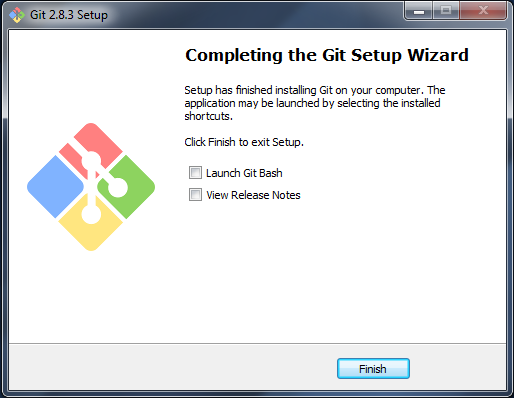 Git 2.8.3 Setup
Completing the Git Setup Wizard
Setup has finished installing Git on your computer. The
application may be launched by selecting the installed
shortcuts.
Click Finish to exit Setup.
Launch Git Bash
View Release Notes
Finish